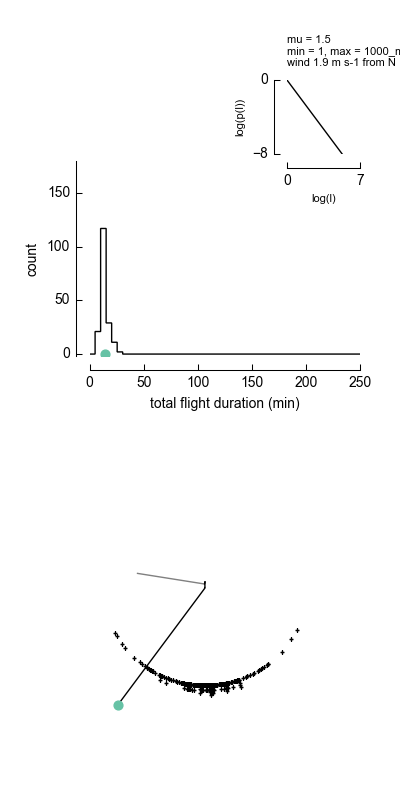 mu = 1.5
min = 1, max = 1000_m
wind 1.9 m s-1 from N
0
log(p(l))
−8
0
7
log(l)
150
count
100
50
0
0
50
100
150
200
250
total flight duration (min)